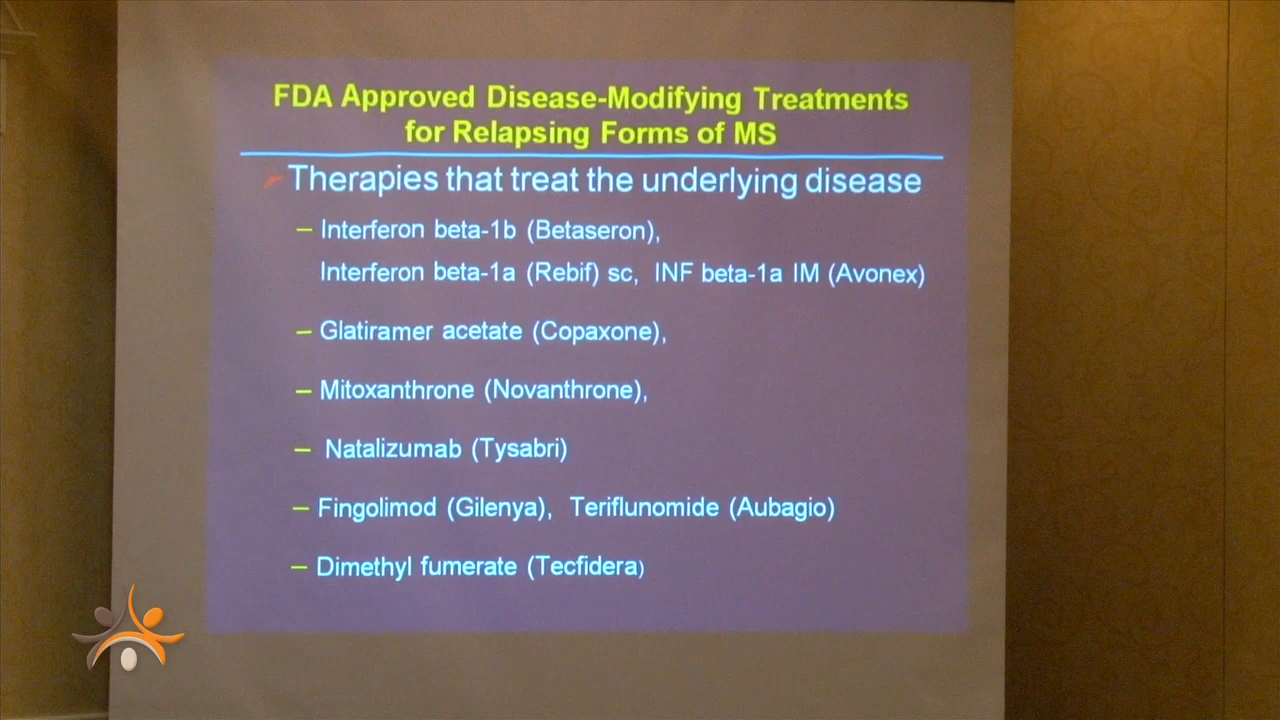 FDA Approved Disease-Modifying Treatments
for Relapsing Forms of MS
Therapies that treat the underlying disease
– Interferon beta-1b (Betaseron),
Interferon beta-1a (Rebif) sc, INF beta-1a IM (Avonex)
– Glatiramer acetate (Copaxone),
– Mitoxanthrone (Novanthrone),
– Natalizumab (Tysabri)
– Fingolimod (Gilenya), Teriflunomide (Aubagio)
– Dimethyl fumerate (Tecfidera)